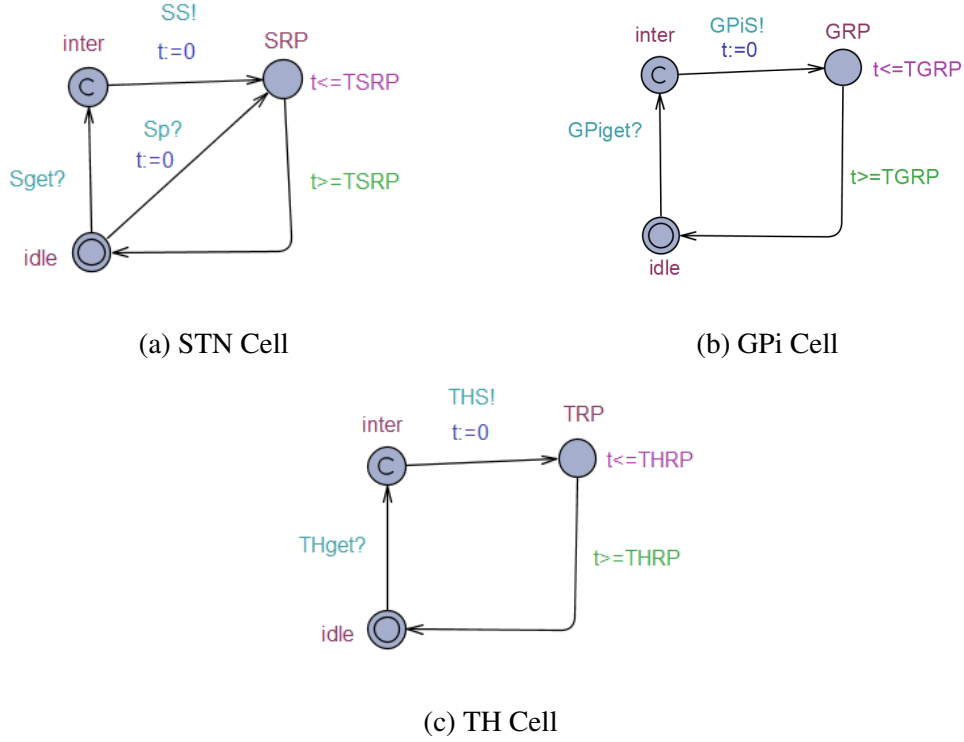 SS!
inter
t:=0
SRP
C
t<=TSRP
Sp?
t:=0
Sget?
t>=TSRP
idle
(a) STN Cell
GPiS!
inter
t:=0
GRP
C
t<=TGRP
GPiget?
t>=TGRP
idle
(b) GPi Cell
THS!
inter
t:=0
TRP
C
t<=THRP
THget?
t>=THRP
idle
(c) TH Cell